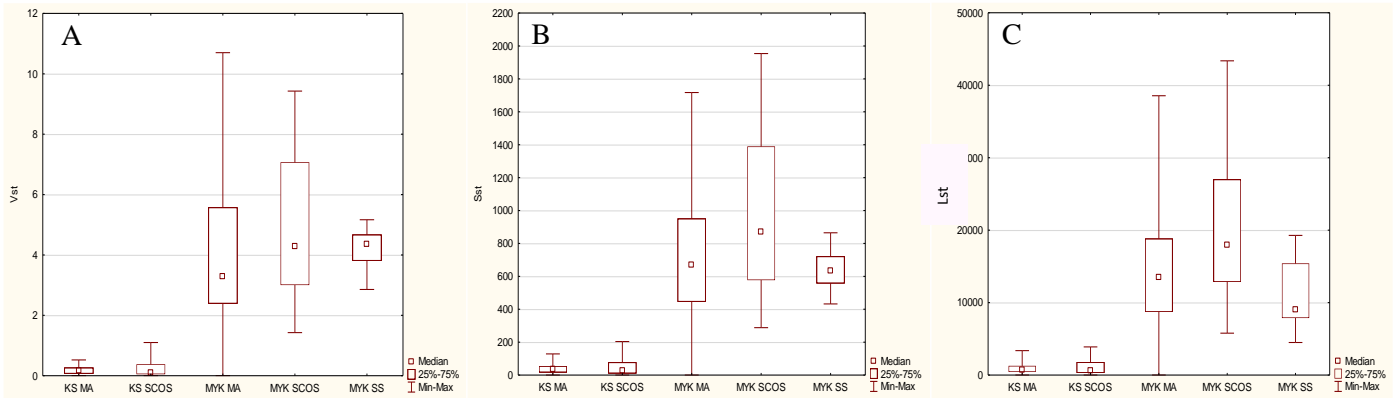 A
Vst
12
10
8
6
4
2
0
KS MA KS SCOS MYK MA MYK SCOS MYK SS
Median
25%-75%
Min-Max
B
Sst
2200
2000
1800
1600
1400
1200
1000
800
600
400
200
0
KS MA KS SCOS MYK MA MYK SCOS MYK SS
Median
25%-75%
Min-Max
C
Lst
50000
40000
20000
10000
0
KS MA KS SCOS MYK MA MYK SCOS MYK SS
Median
25%-75%
Min-Max